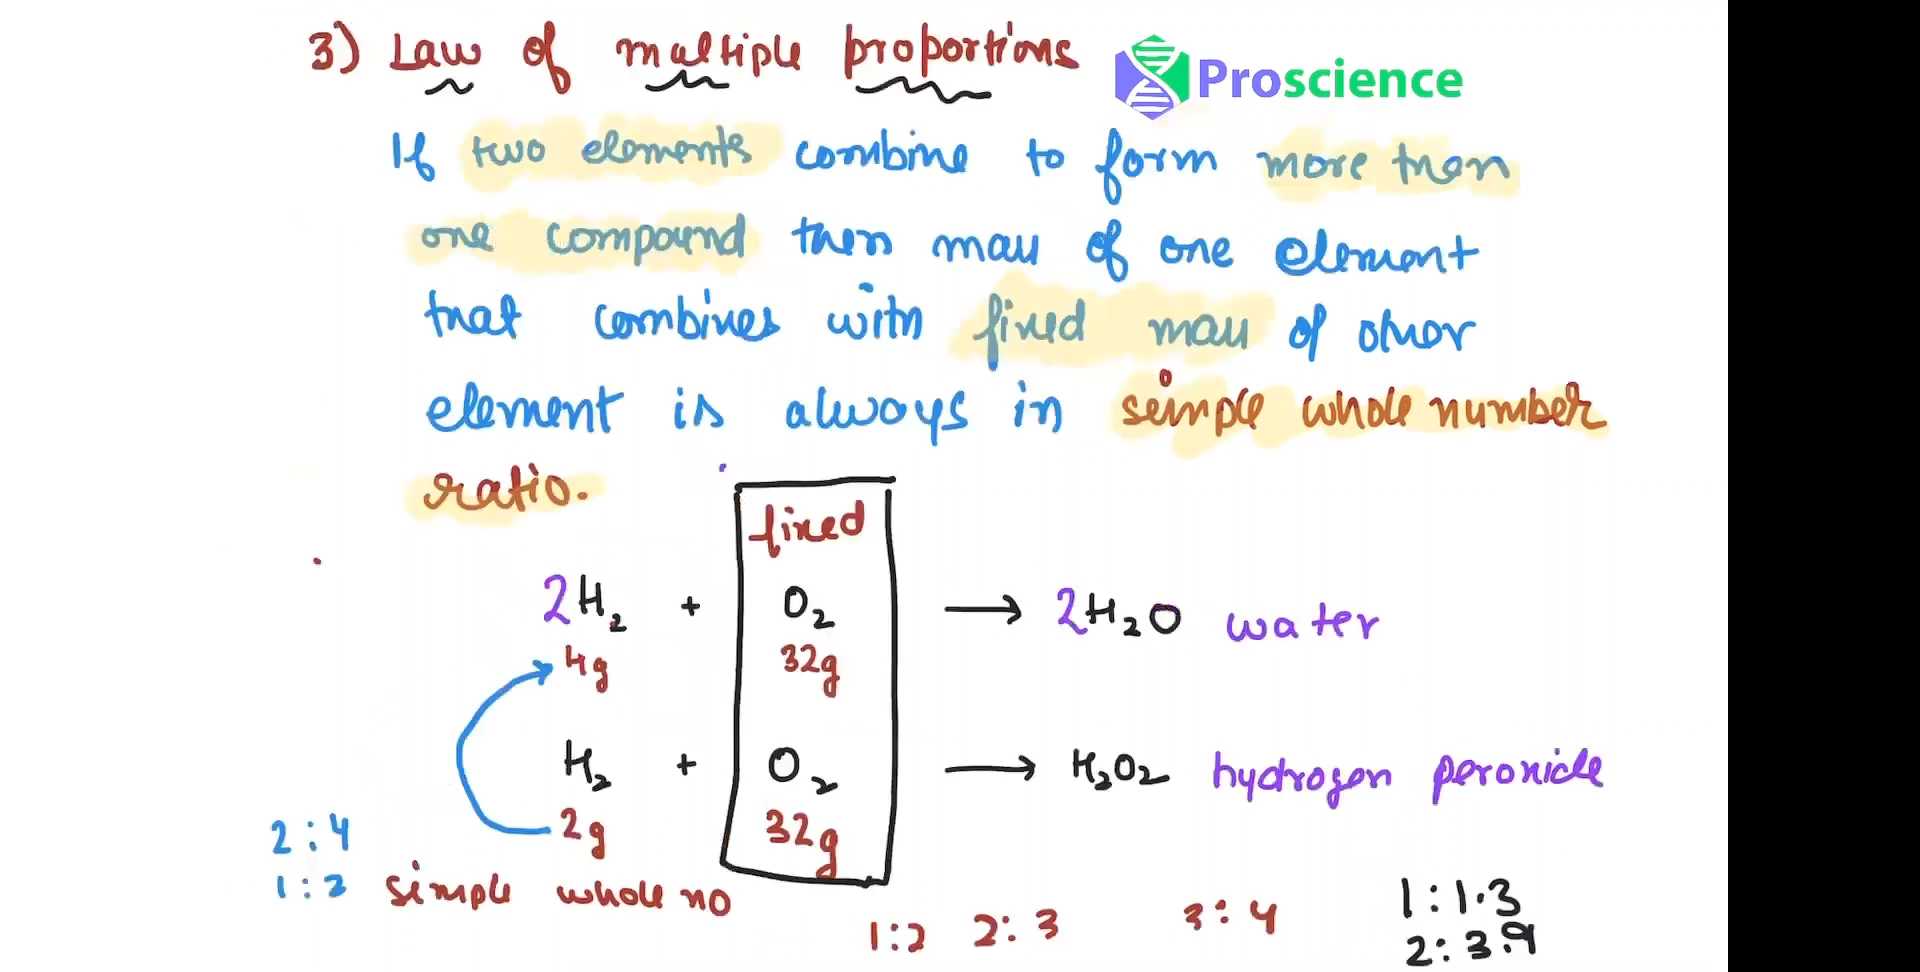 3) Law of multiple proportions
Proscience
If two elements combine to form more than
one compound then mass of one element
that combines with fixed mass of other
element is always in simple whole number
ratio.
fixed
2H₂ + O₂ → 2H₂O water
4g 32g
H₂ + O₂ → H₂O₂ hydrogen peroxide
2g 32g
2:4
1:2 simple whole no
1:2 2:3 3:4
1:1.3
2:3.9